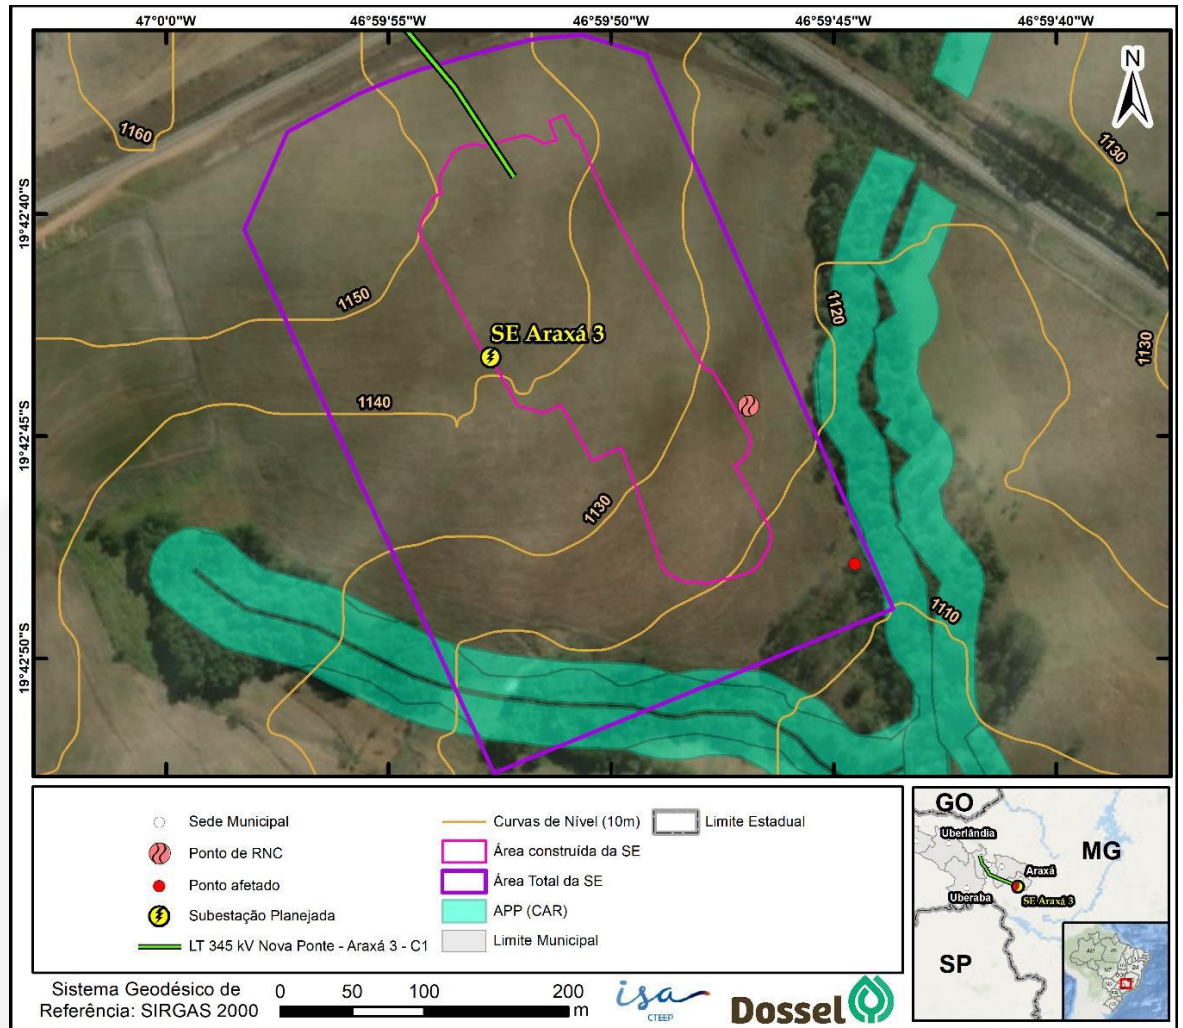 47°0'0"W
46°59'55"W
46°59'50"W
46°59'45"W
46°59'40"W
19°42'40"S
19°42'45"S
19°42'50"S
N
1160
1130
1150
1120
SE Araxá 3
1130
1140
1130
1110
Sede Municipal
Ponto de RNC
Ponto afetado
Subestação Planejada
LT 345 kV Nova Ponte - Araxá 3 - C1
Curvas de Nível (10m)
Área construída da SE
Área Total da SE
APP (CAR)
Limite Municipal
Limite Estadual
GO
Uberlândia
MG
Araxá
SE Araxá 3
Uberaba
SP
Sistema Geodésico de
Referência: SIRGAS 2000
0 50 100 200
m
isa
CTEEP
Dossel